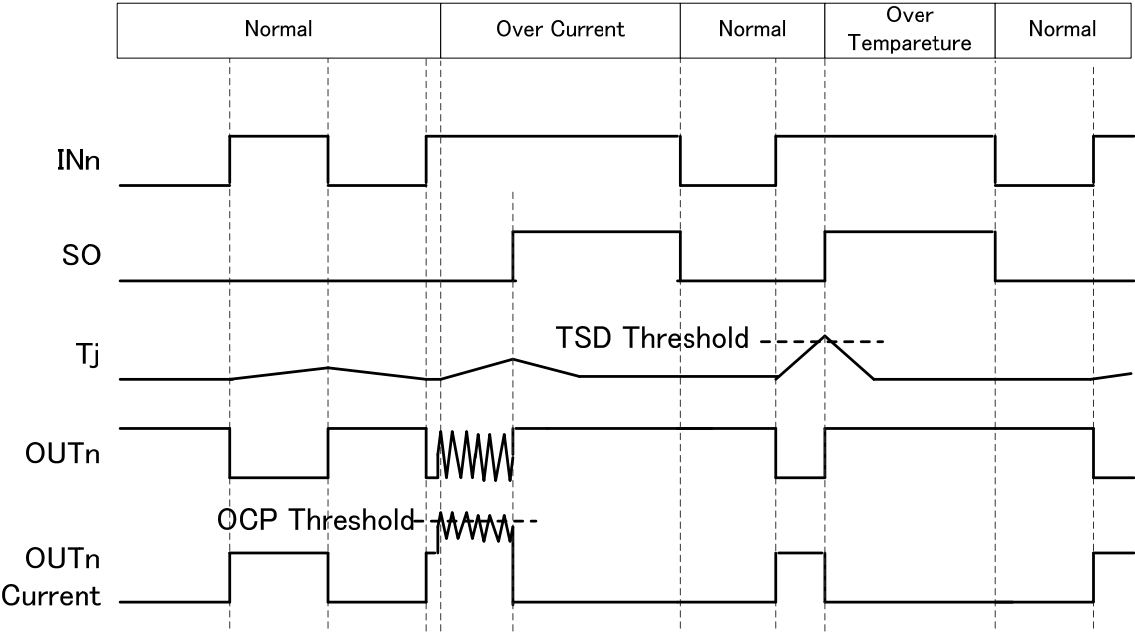 Normal
Over Current
Normal
Over
Tempareture
Normal
INn
SO
TSD Threshold
Tj
OUTn
OCP Threshold
OUTn
Current